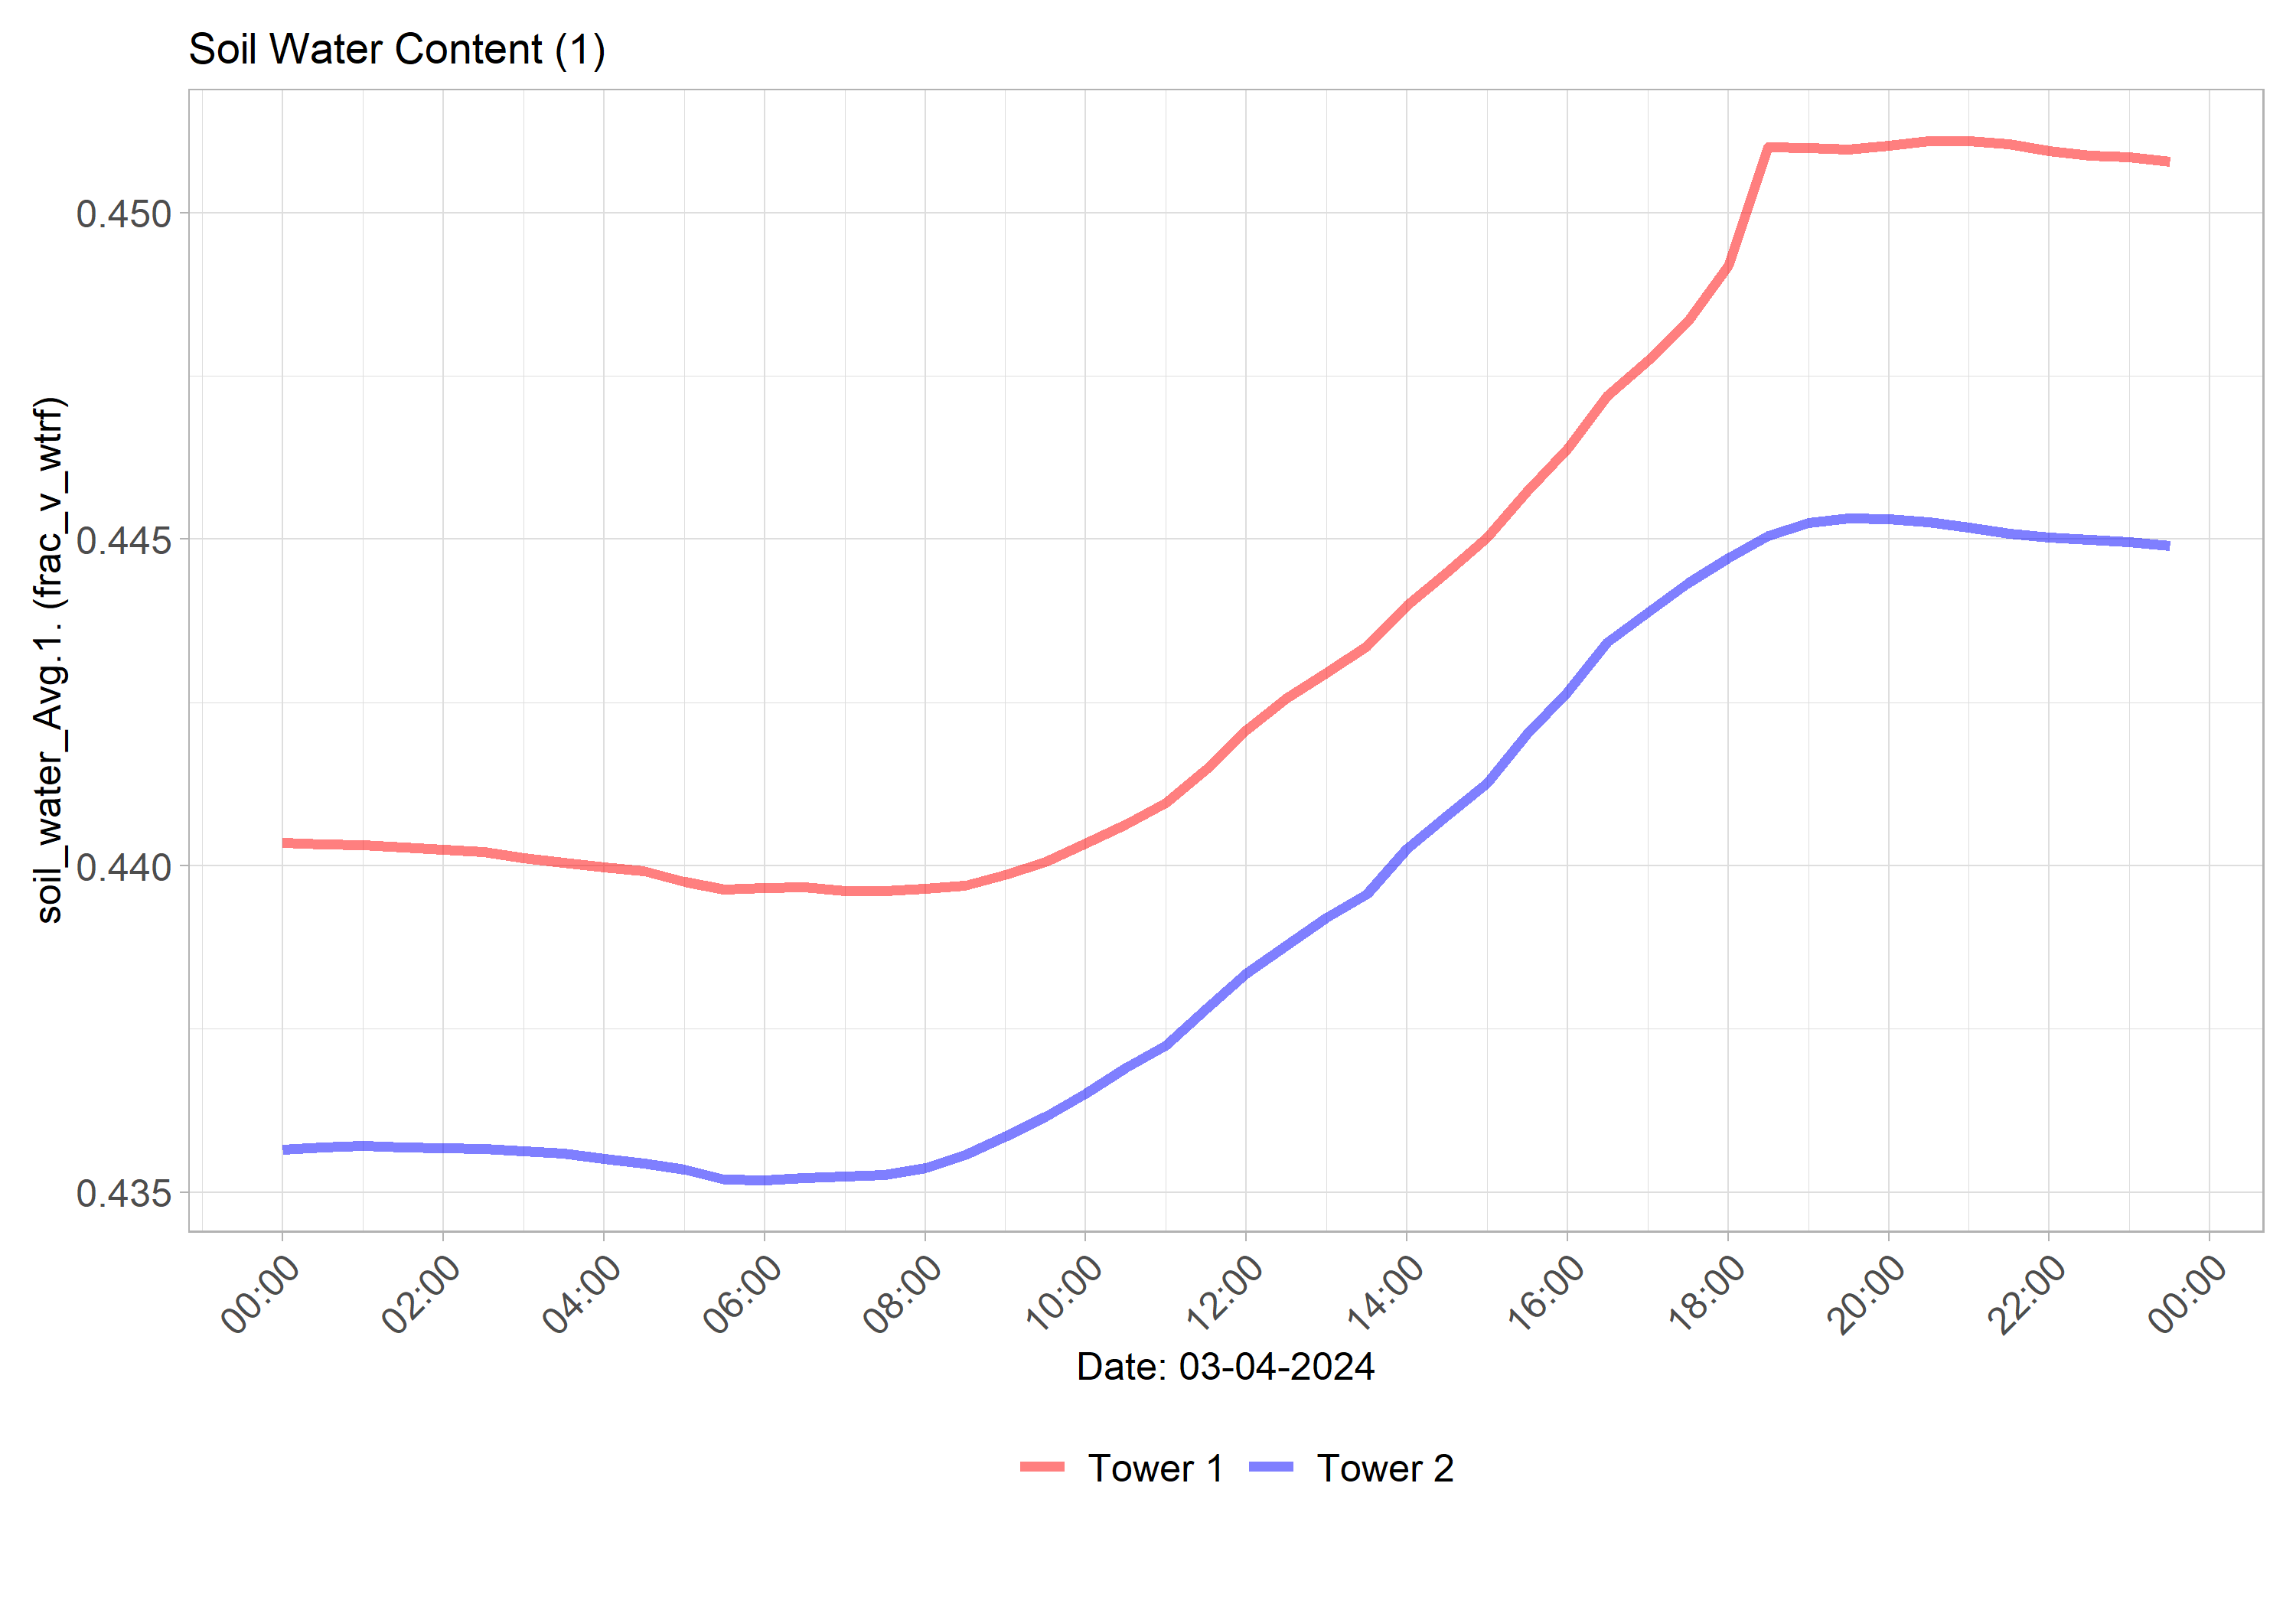 Soil Water Content (1)
soil_water_Avg.1. (frac_v_wtrf)
0.450
0.445
0.440
0.435
00:00 02:00 04:00 06:00 08:00 10:00 12:00 14:00 16:00 18:00 20:00 22:00 00:00
Date: 03-04-2024
Tower 1 Tower 2